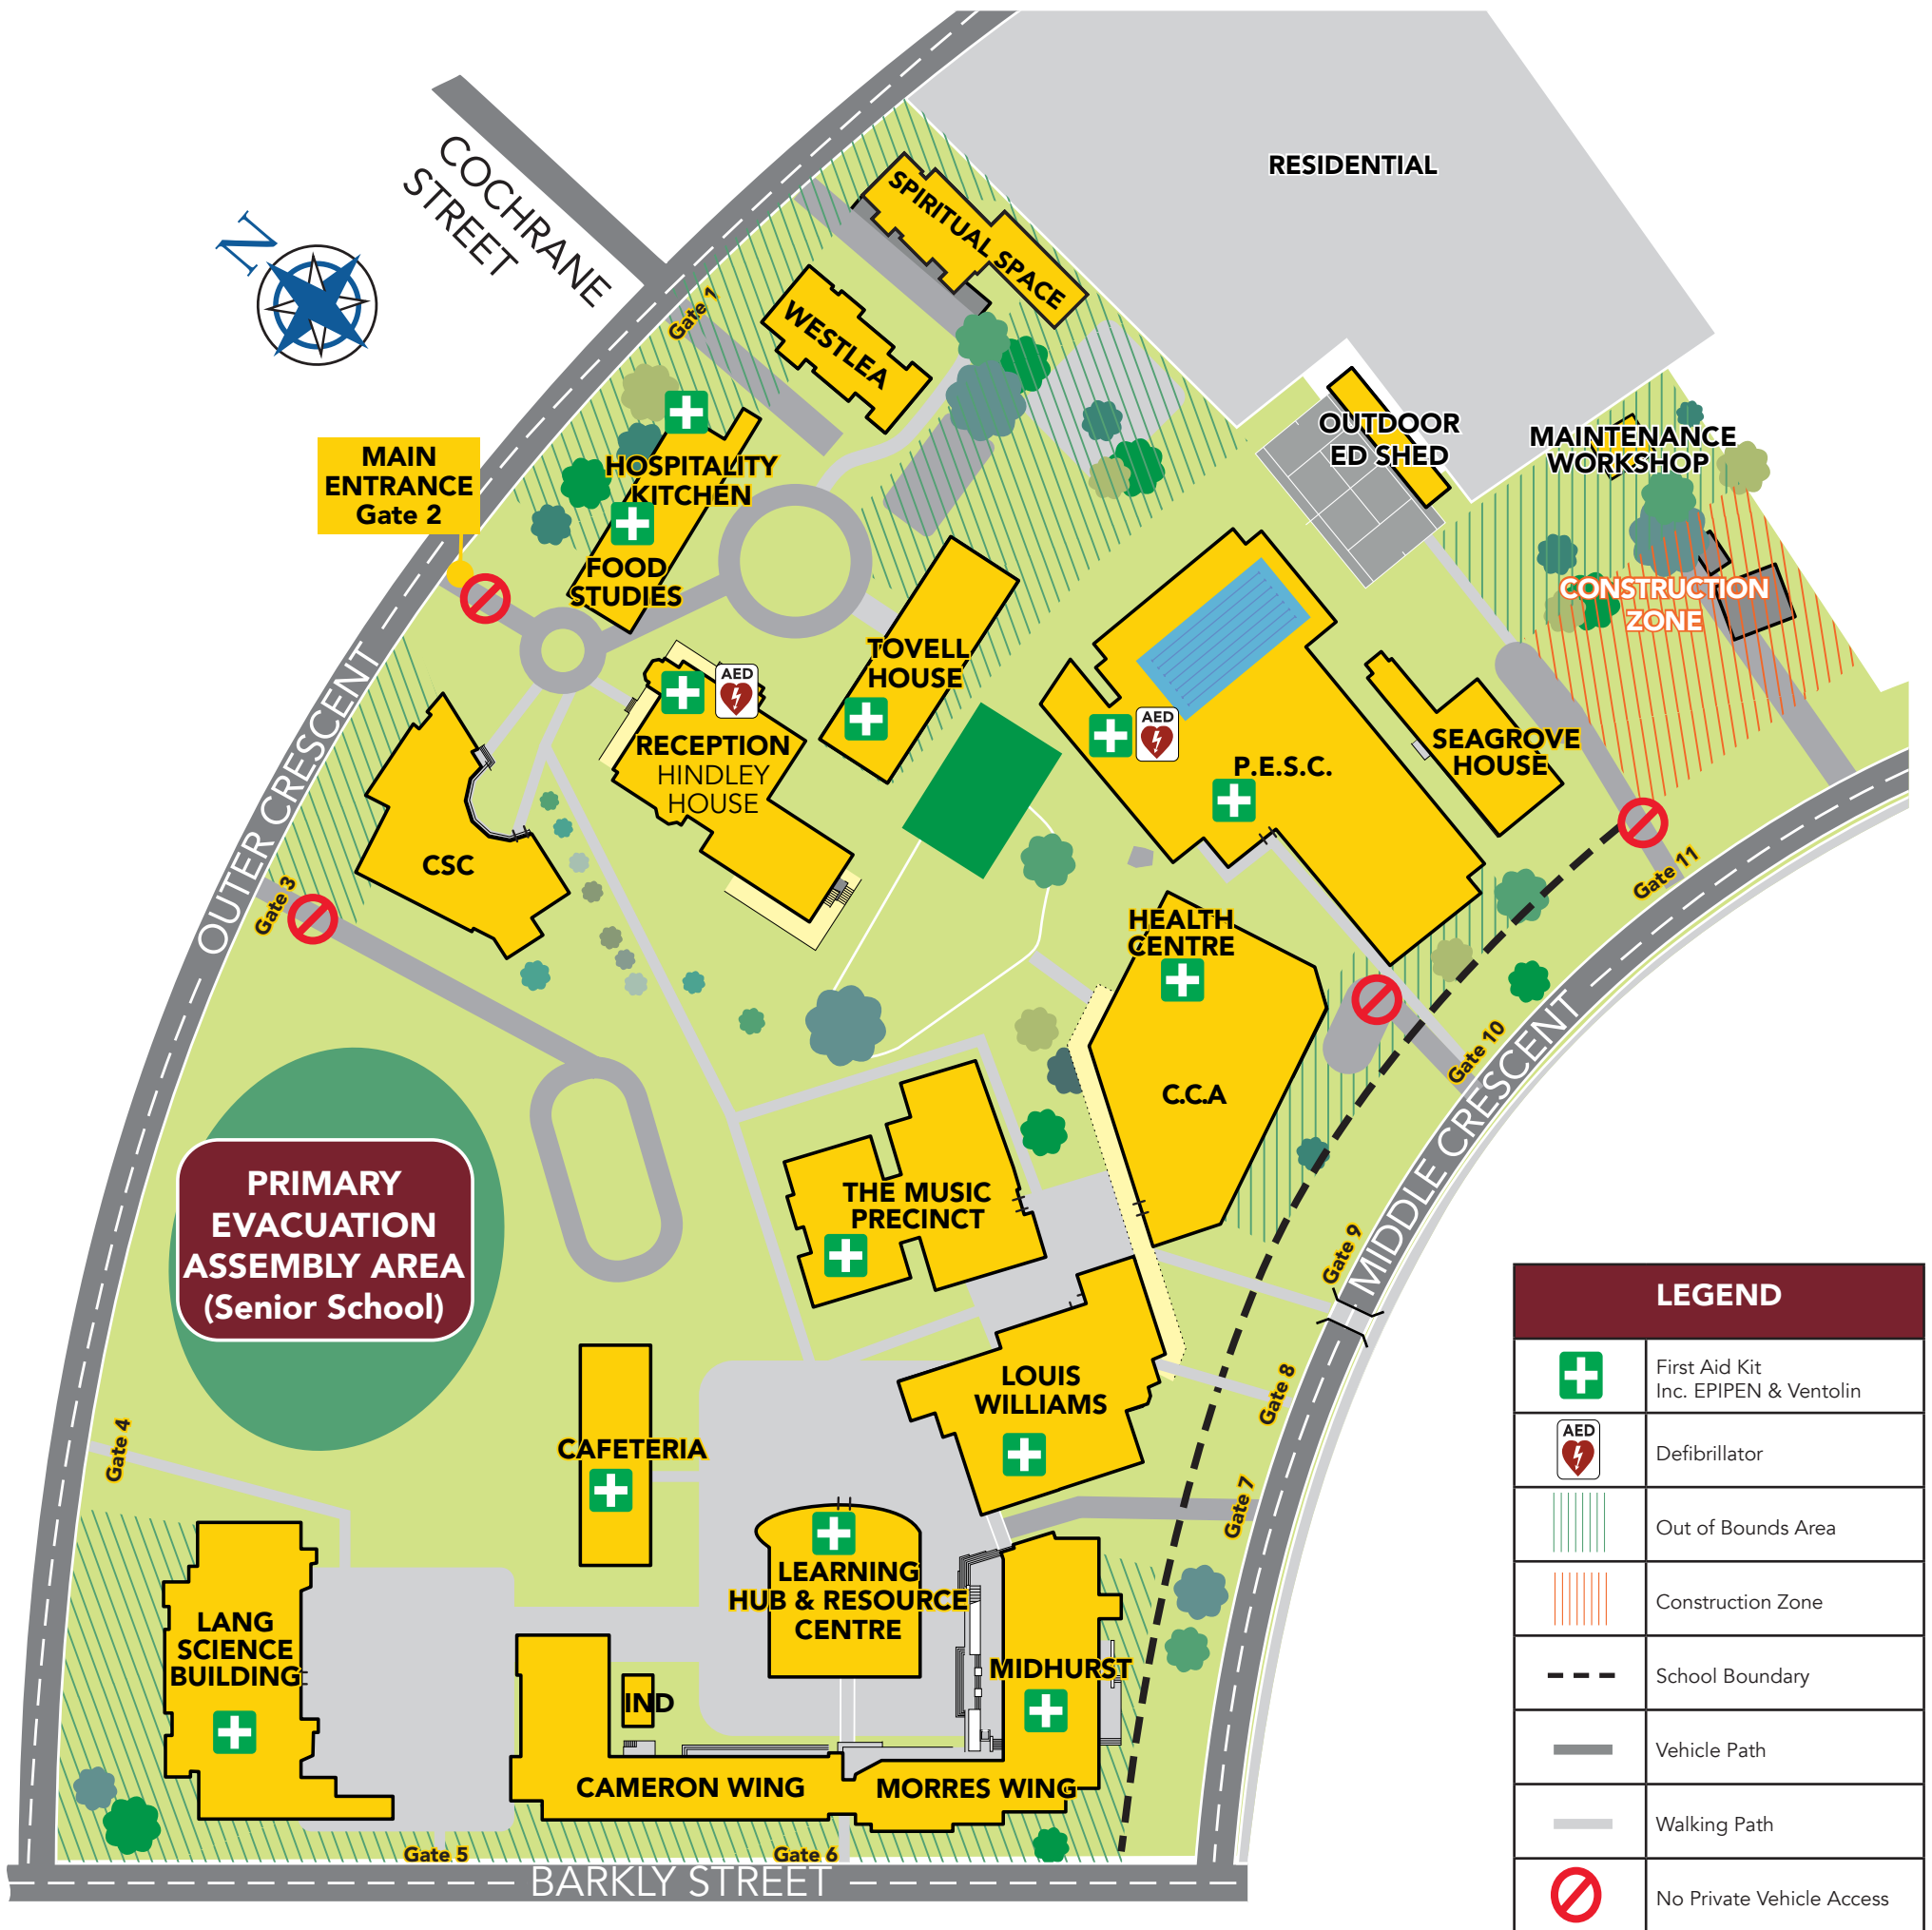 COCHRANE
STREET
N
RESIDENTIAL
SPIRITUAL SPACE
WESTLEA
Gate 1
MAIN
ENTRANCE
Gate 2
HOSPITALITY
KITCHEN
FOOD
STUDIES
OUTDOOR
ED SHED
MAINTENANCE
WORKSHOP
CONSTRUCTION
ZONE
TOVELL
HOUSE
AED
RECEPTION
HINDLEY
HOUSE
AED
P.E.S.C.
SEAGROVE
HOUSE
OUTER CRESCENT
CSC
Gate 3
Gate 11
HEALTH
CENTRE
C.C.A
Gate 10
MIDDLE CRESCENT
PRIMARY
EVACUATION
ASSEMBLY AREA
(Senior School)
THE MUSIC
PRECINCT
Gate 9
LOUIS
WILLIAMS
Gate 8
CAFETERIA
Gate 4
Gate 7
LEARNING
HUB & RESOURCE
CENTRE
LANG
SCIENCE
BUILDING
IND
MIDHURST
CAMERON WING
MORRES WING
Gate 5
Gate 6
BARKLY STREET
LEGEND
First Aid Kit
Inc. EPIPEN & Ventolin
AED
Defibrillator
Out of Bounds Area
Construction Zone
School Boundary
Vehicle Path
Walking Path
No Private Vehicle Access